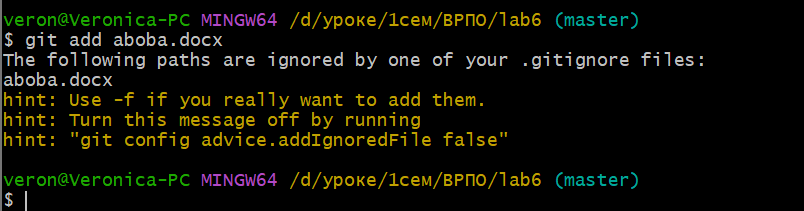 veron@Veronica-PC MINGW64 /d/уроке/1сем/ВРПО/lab6 (master)
$ git add aboba.docx
The following paths are ignored by one of your .gitignore files:
aboba.docx
hint: Use -f if you really want to add them.
hint: Turn this message off by running
hint: "git config advice.addIgnoredFile false"
veron@Veronica-PC MINGW64 /d/уроке/1сем/ВРПО/lab6 (master)
$